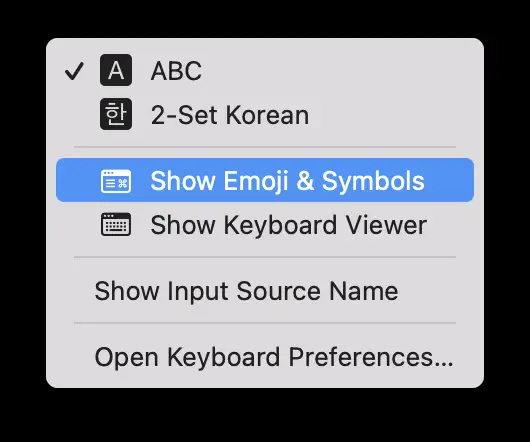 A ABC
한 2-Set Korean
Show Emoji & Symbols
Show Keyboard Viewer
Show Input Source Name
Open Keyboard Preferences...